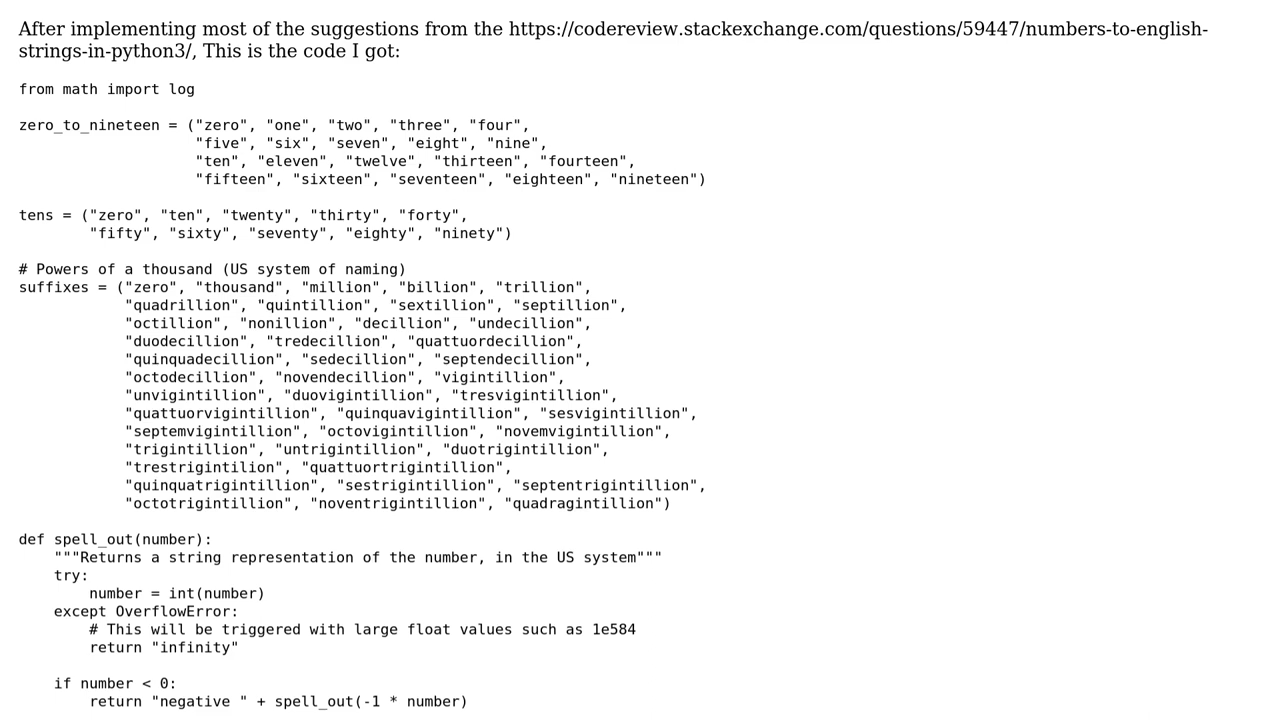 After implementing most of the suggestions from the https://codereview.stackexchange.com/questions/59447/numbers-to-english-
strings-in-python3/, This is the code I got:
from math import log
zero_to_nineteen = ("zero", "one", "two", "three", "four",
                    "five", "six", "seven", "eight", "nine",
                    "ten", "eleven", "twelve", "thirteen", "fourteen",
                    "fifteen", "sixteen", "seventeen", "eighteen", "nineteen")
tens = ("zero", "ten", "twenty", "thirty", "forty",
        "fifty", "sixty", "seventy", "eighty", "ninety")
# Powers of a thousand (US system of naming)
suffixes = ("zero", "thousand", "million", "billion", "trillion",
            "quadrillion", "quintillion", "sextillion", "septillion",
            "octillion", "nonillion", "decillion", "undecillion",
            "duodecillion", "tredecillion", "quattuordecillion",
            "quinquadecillion", "sedecillion", "septendecillion",
            "octodecillion", "novendecillion", "vigintillion",
            "unvigintillion", "duovigintillion", "tresvigintillion",
            "quattuorvigintillion", "quinquavigintillion", "sesvigintillion",
            "septemvigintillion", "octovigintillion", "novemvigintillion",
            "trigintillion", "untrigintillion", "duotrigintillion",
            "trestrigintilion", "quattuortrigintillion",
            "quinquatrigintillion", "sestrigintillion", "septentrigintillion",
            "octotrigintillion", "noventrigintillion", "quadragintillion")
def spell_out(number):
    """Returns a string representation of the number, in the US system"""
    try:
        number = int(number)
    except OverflowError:
        # This will be triggered with large float values such as 1e584
        return "infinity"
    if number < 0:
        return "negative " + spell_out(-1 * number)